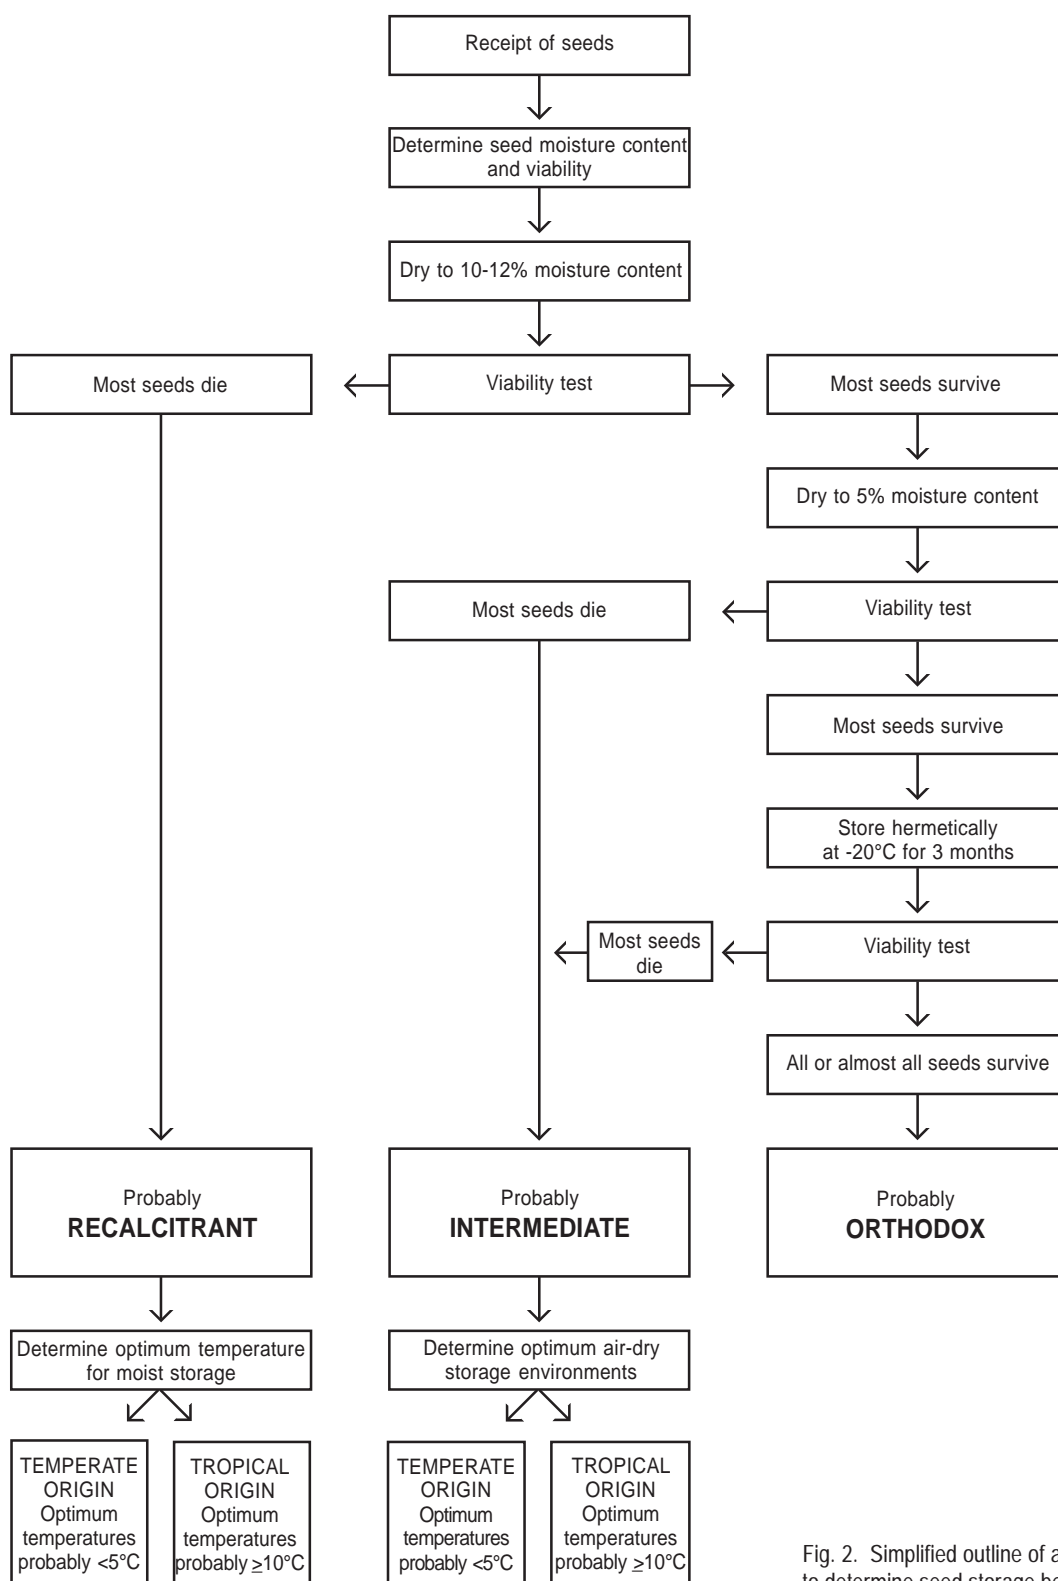 Receipt of seeds
Determine seed moisture content
and viability
Dry to 10-12% moisture content
Most seeds die
Viability test
Most seeds survive
Dry to 5% moisture content
Most seeds die
Viability test
Most seeds survive
Store hermetically
at -20°C for 3 months
Most seeds
die
Viability test
All or almost all seeds survive
Probably
RECALCITRANT
Probably
INTERMEDIATE
Probably
ORTHODOX
Determine optimum temperature
for moist storage
Determine optimum air-dry
storage environments
TEMPERATE
ORIGIN
Optimum
temperatures
probably <5°C
TROPICAL
ORIGIN
Optimum
temperatures
probably ≥10°C
TEMPERATE
ORIGIN
Optimum
temperatures
probably <5°C
TROPICAL
ORIGIN
Optimum
temperatures
probably ≥10°C
Fig. 2. Simplified outline of a
to determine seed storage